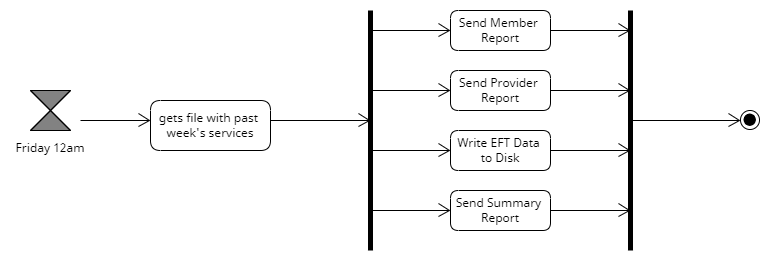 Friday 12am
gets file with past
week's services
Send Member
Report
Send Provider
Report
Write EFT Data
to Disk
Send Summary
Report